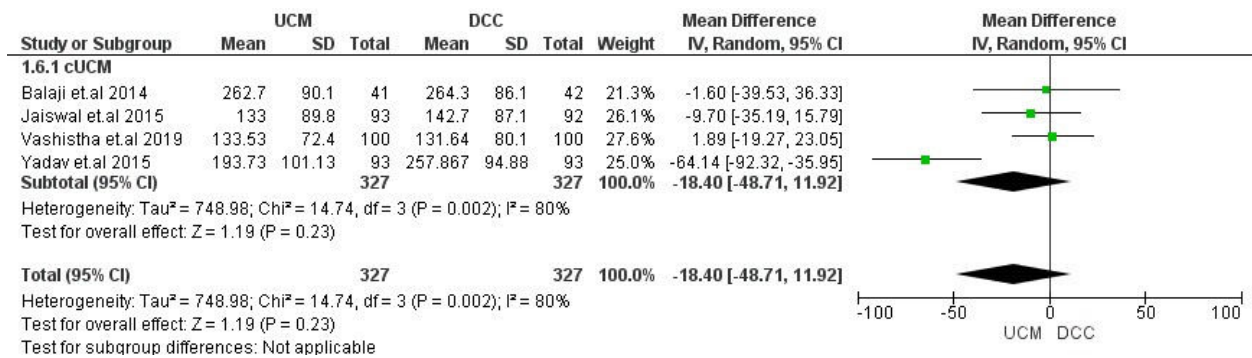 UCM DCC Mean Difference Mean Difference
Study or Subgroup Mean SD Total Mean SD Total Weight IV, Random, 95% CI IV, Random, 95% CI
1.6.1 cUCM
Balaji et.al 2014 262.7 90.1 41 264.3 86.1 42 21.3% -1.60 [-39.53, 36.33]
Jaiswal et.al 2015 133 89.8 93 142.7 87.1 92 26.1% -9.70 [-35.19, 15.79]
Vashistha et.al 2019 133.53 72.4 100 131.64 80.1 100 27.6% 1.89 [-19.27, 23.05]
Yadav et.al 2015 193.73 101.13 93 257.867 94.88 93 25.0% -64.14 [-92.32, -35.95]
Subtotal (95% CI) 327 327 100.0% -18.40 [-48.71, 11.92]
Heterogeneity: Tau² = 748.98; Chi² = 14.74, df = 3 (P = 0.002); I² = 80%
Test for overall effect: Z = 1.19 (P = 0.23)
Total (95% CI) 327 327 100.0% -18.40 [-48.71, 11.92]
Heterogeneity: Tau² = 748.98; Chi² = 14.74, df = 3 (P = 0.002); I² = 80%
Test for overall effect: Z = 1.19 (P = 0.23)
Test for subgroup differences: Not applicable
-100 -50 0 50 100
UCM DCC